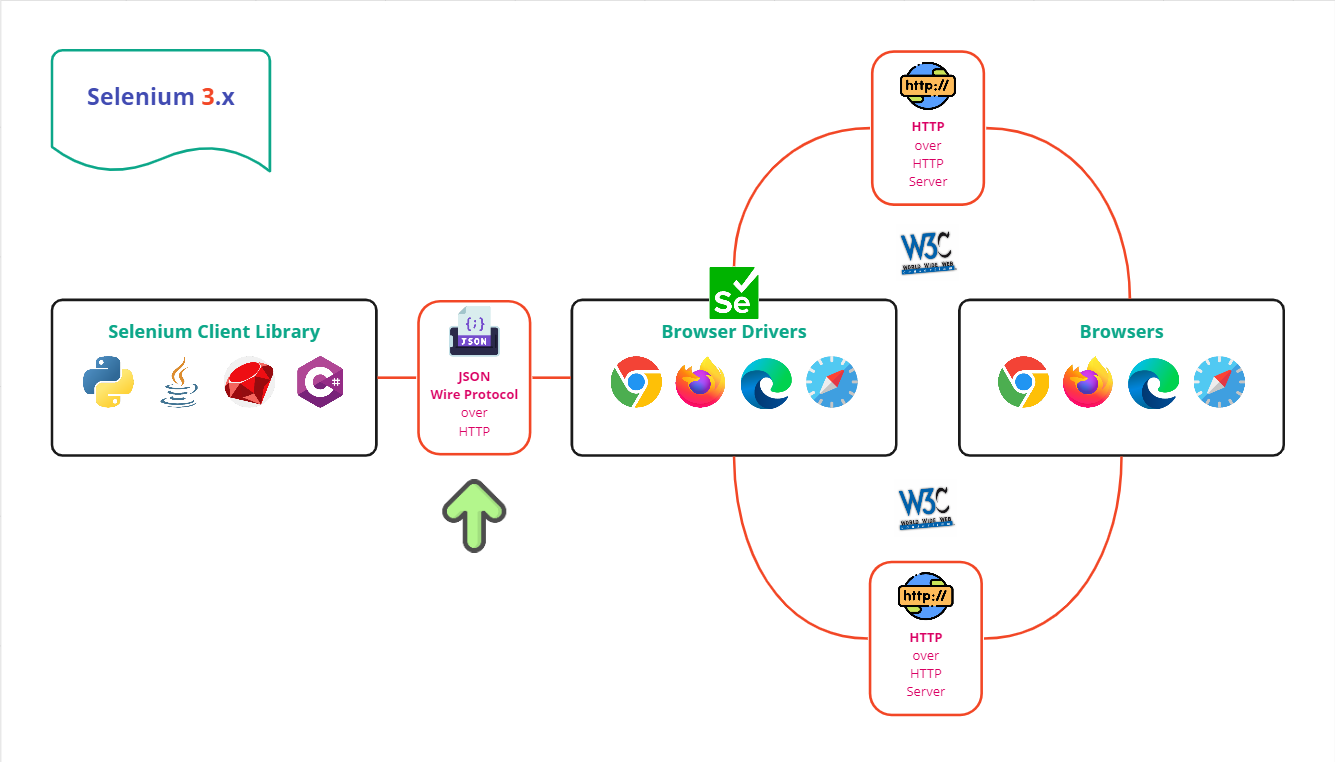 Selenium 3.x
http://
HTTP
over
HTTP
Server
W3C
WORLD WIDE WEB
Se
Selenium Client Library
{;}
JSON
JSON
Wire Protocol
over
HTTP
Browser Drivers
Browsers
C#
W3C
WORLD WIDE WEB
http://
HTTP
over
HTTP
Server